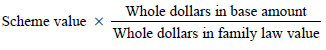 Scheme value × Whole dollars in base amount
Whole dollars in family law value